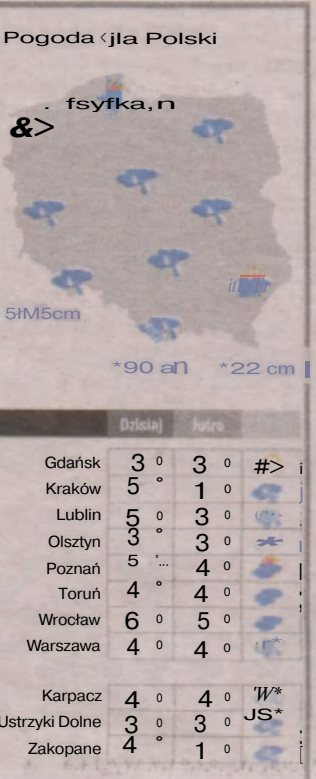 Pogoda dla Polski
*90 an *22 cm
Dzisiaj Jutro
Gdańsk 3° 3°
Kraków 5° 1°
Lublin 5° 3°
Olsztyn 3° 3°
Poznań 5° 4°
Toruń 4° 4°
Wrocław 6° 5°
Warszawa 4° 4°
Karpacz 4° 4°
Ustrzyki Dolne 3° 3°
Zakopane 4° 1°